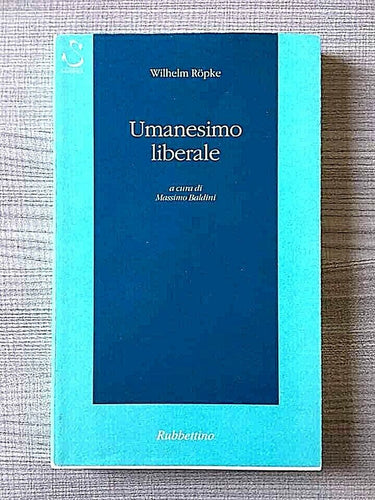 Wilhelm Röpke
Umanesimo
liberale
a cura di
Massimo Baldini
Rubbettino